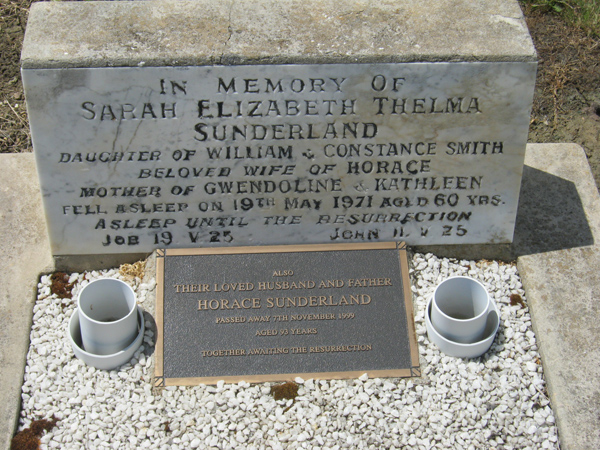 IN MEMORY OF
SARAH ELIZABETH THELMA
SUNDERLAND
DAUGHTER OF WILLIAM & CONSTANCE SMITH
BELOVED WIFE OF HORACE
MOTHER OF GWENDOLINE & KATHLEEN
FELL ASLEEP ON 19TH MAY 1971 AGED 60 YRS.
ASLEEP UNTIL THE RESURRECTION
JOB 19 V 25 JOHN 11 V 25
ALSO
THEIR LOVED HUSBAND AND FATHER
HORACE SUNDERLAND
PASSED AWAY 7TH NOVEMBER 1999
AGED 93 YEARS
TOGETHER AWAITING THE RESURRECTION